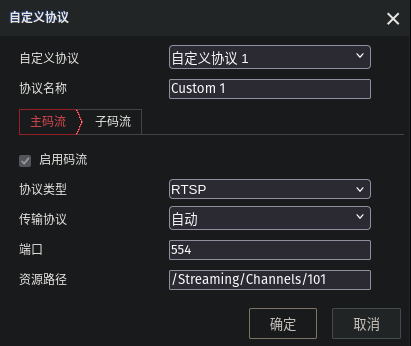 自定义协议
自定义协议 自定义协议 1
协议名称 Custom 1
主码流 子码流
启用码流
协议类型 RTSP
传输协议 自动
端口 554
资源路径 /Streaming/Channels/101
确定 取消